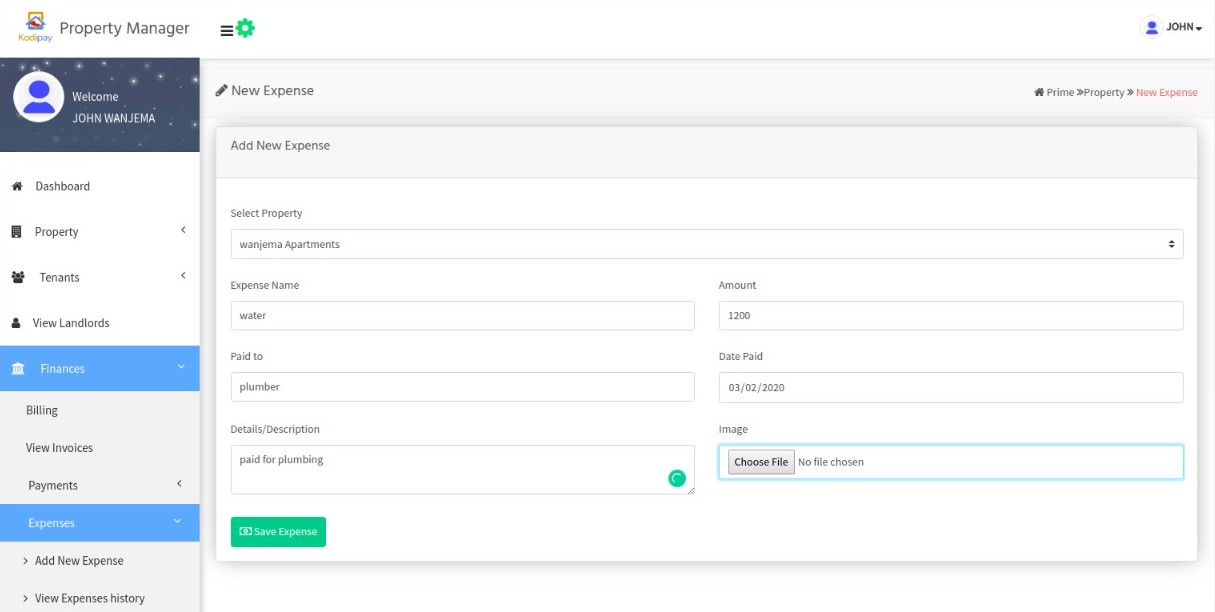 Kodipay
Property Manager
JOHN
Welcome
JOHN WANJEMA
New Expense
Prime »Property » New Expense
Add New Expense
Dashboard
Property
Tenants
View Landlords
Finances
Billing
View Invoices
Payments
Expenses
Add New Expense
View Expenses history
Select Property
wanjema Apartments
Expense Name
Amount
water
1200
Paid to
Date Paid
plumber
03/02/2020
Details/Description
Image
paid for plumbing
Choose File No file chosen
Save Expense